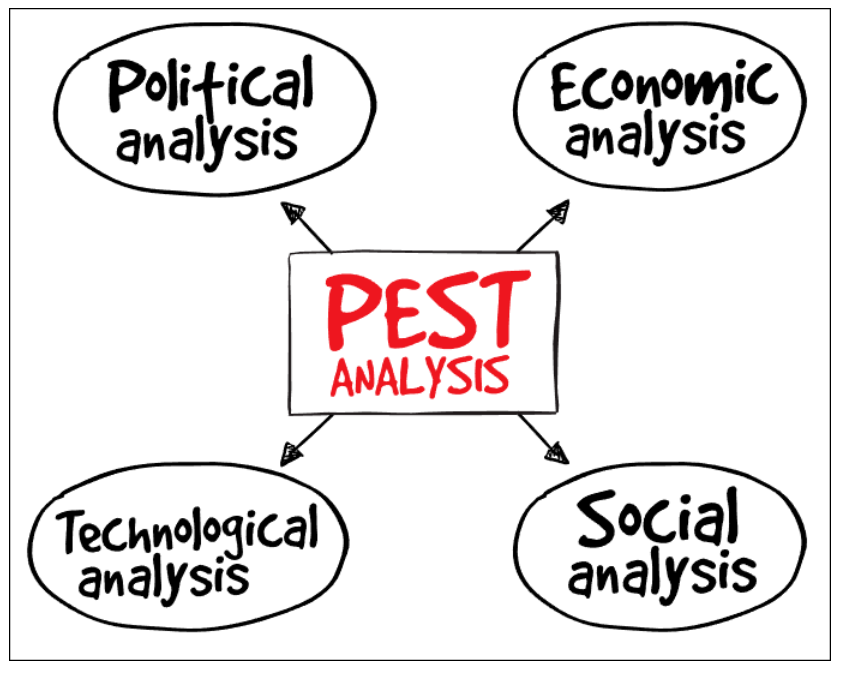 Political
analysis
Economic
analysis
PEST
ANALYSIS
Technological
analysis
Social
analysis